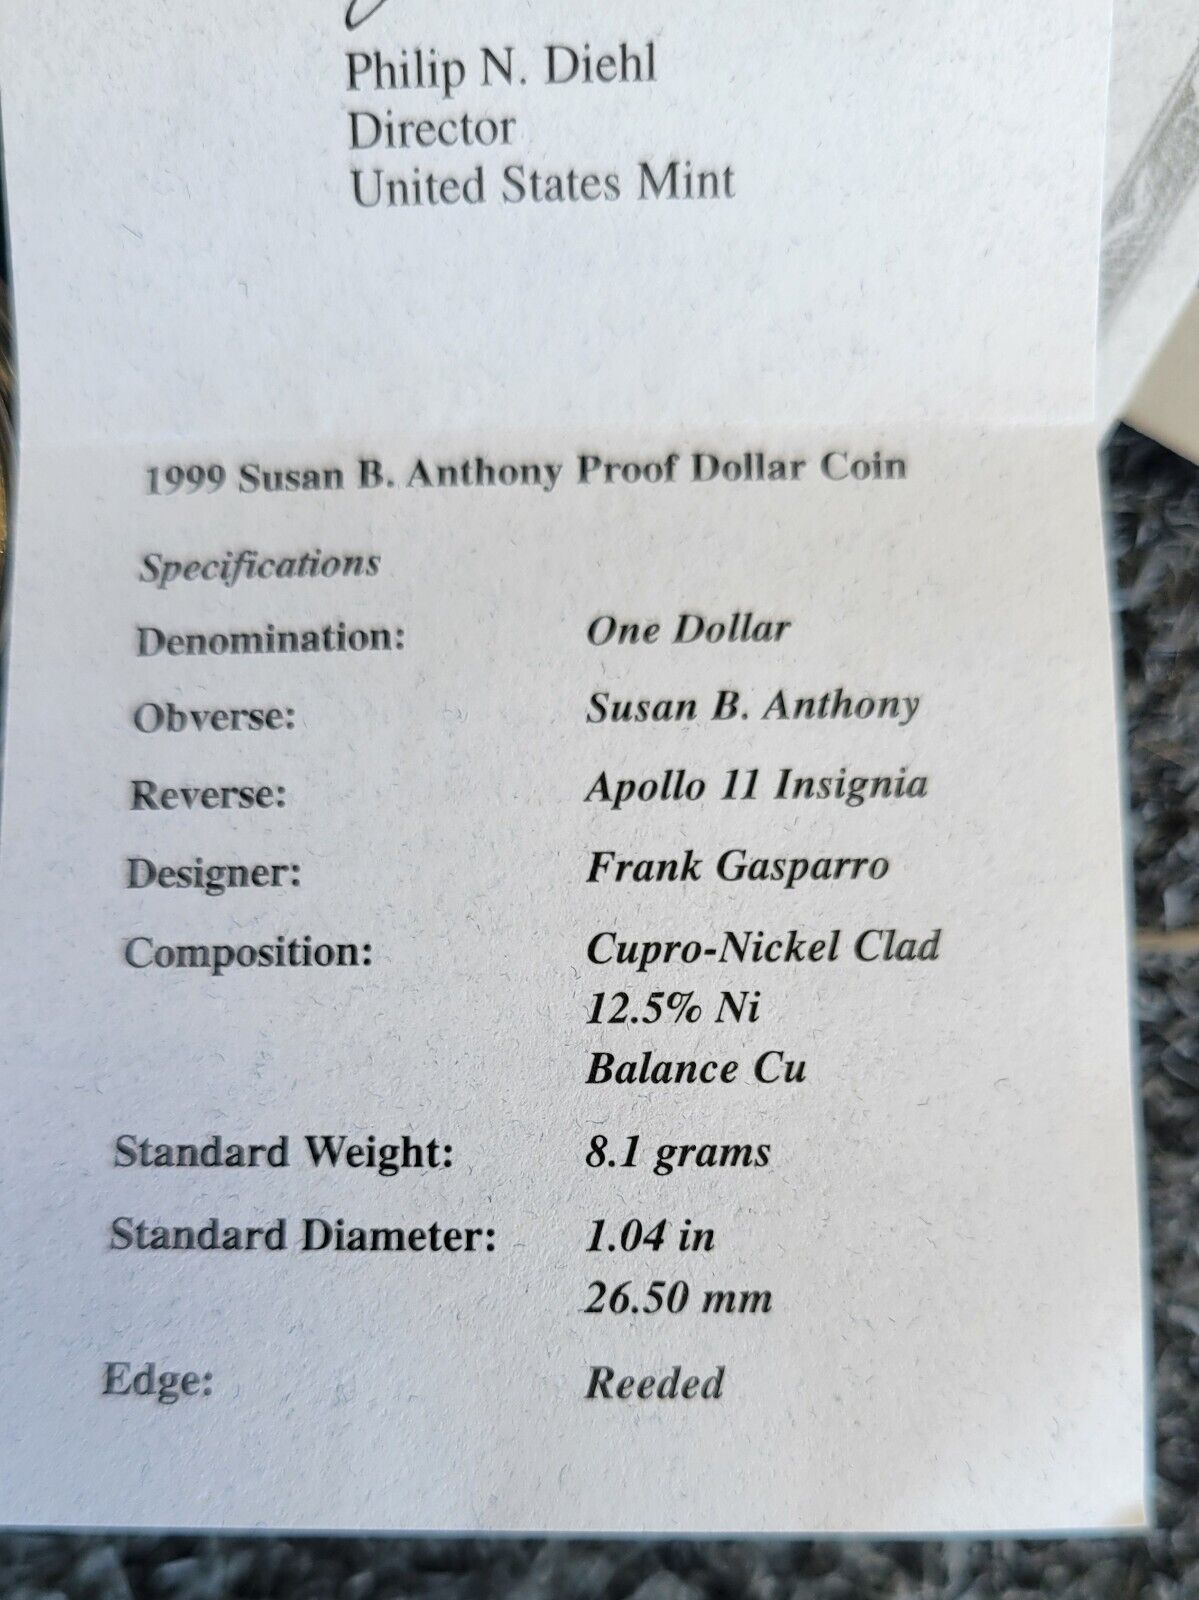 Philip N. Diehl
Director
United States Mint
1999 Susan B. Anthony Proof Dollar Coin
Specifications
Denomination: One Dollar
Obverse: Susan B. Anthony
Reverse: Apollo 11 Insignia
Designer: Frank Gasparro
Composition: Cupro-Nickel Clad
12.5% Ni
Balance Cu
Standard Weight: 8.1 grams
Standard Diameter: 1.04 in
26.50 mm
Edge: Reeded